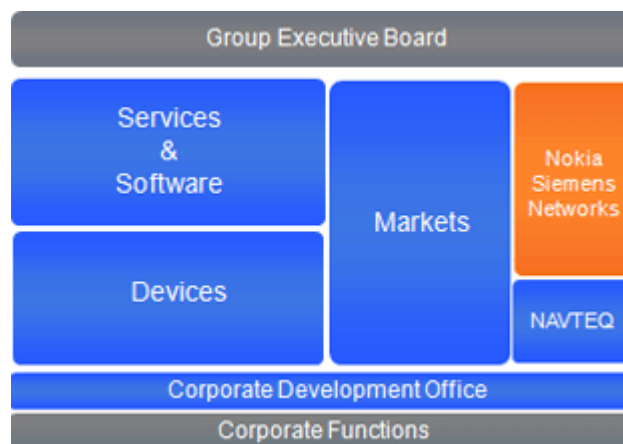 Group Executive Board
Services
&
Software
Devices
Markets
Nokia
Siemens
Networks
NAVTEQ
Corporate Development Office
Corporate Functions